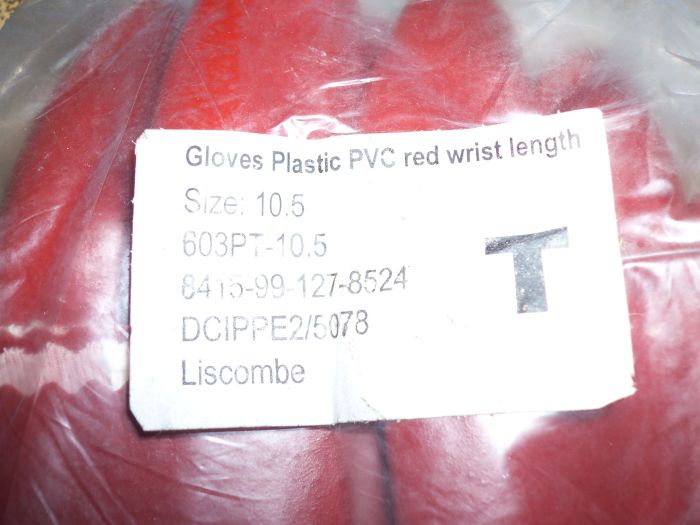 Gloves Plastic PVC red wrist length
Size: 10.5
603PT-10.5
8415-99-127-8524
DCIPPE2/5078
Liscombe
T